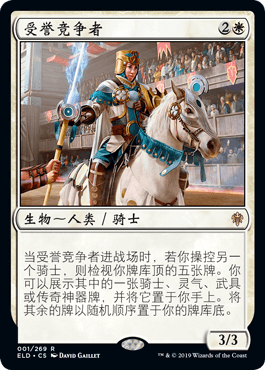 受誉竞争者 2
生物～人类／骑士
当受誉竞争者进战场时，若你操控另一
个骑士，则检视你牌库顶的五张牌。你
可以展示其中的一张骑士、灵气、武具
或传奇神器牌，并将它置于你手上。将
其余的牌以随机顺序置于你的牌库底。
3/3
001/269 R
ELD • CS DAVID GAILLET
™ & © 2019 Wizards of the Coast